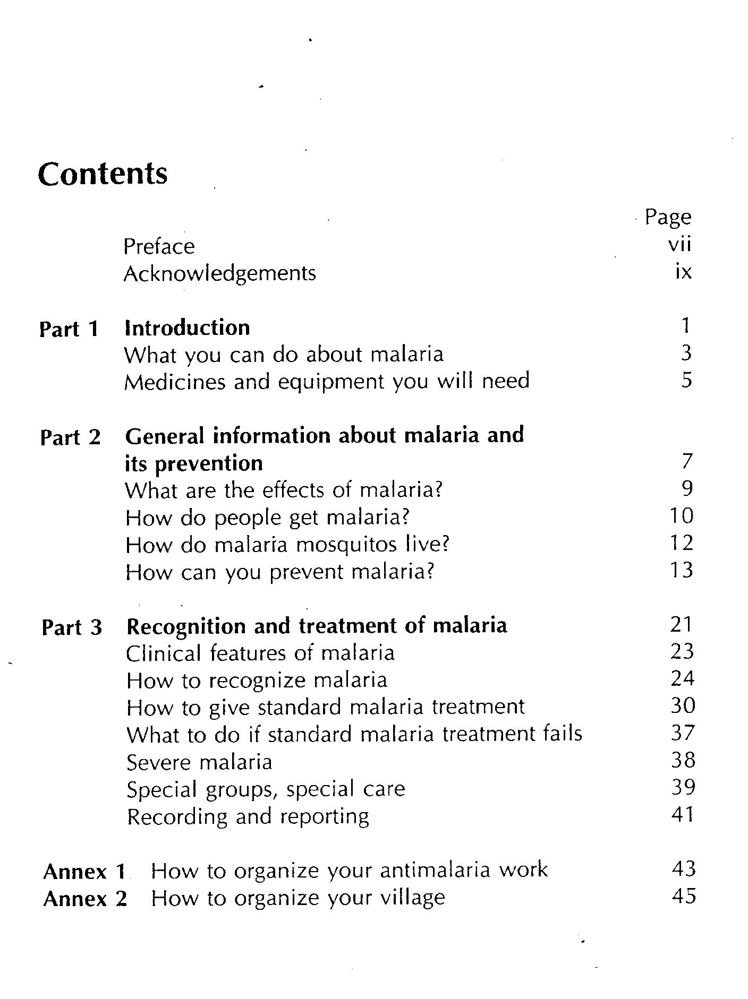 Contents
Page
Preface vii
Acknowledgements ix
Part 1 Introduction 1
What you can do about malaria 3
Medicines and equipment you will need 5
Part 2 General information about malaria and
its prevention 7
What are the effects of malaria? 9
How do people get malaria? 10
How do malaria mosquitos live? 12
How can you prevent malaria? 13
Part 3 Recognition and treatment of malaria 21
Clinical features of malaria 23
How to recognize malaria 24
How to give standard malaria treatment 30
What to do if standard malaria treatment fails 37
Severe malaria 38
Special groups, special care 39
Recording and reporting 41
Annex 1 How to organize your antimalaria work 43
Annex 2 How to organize your village 45